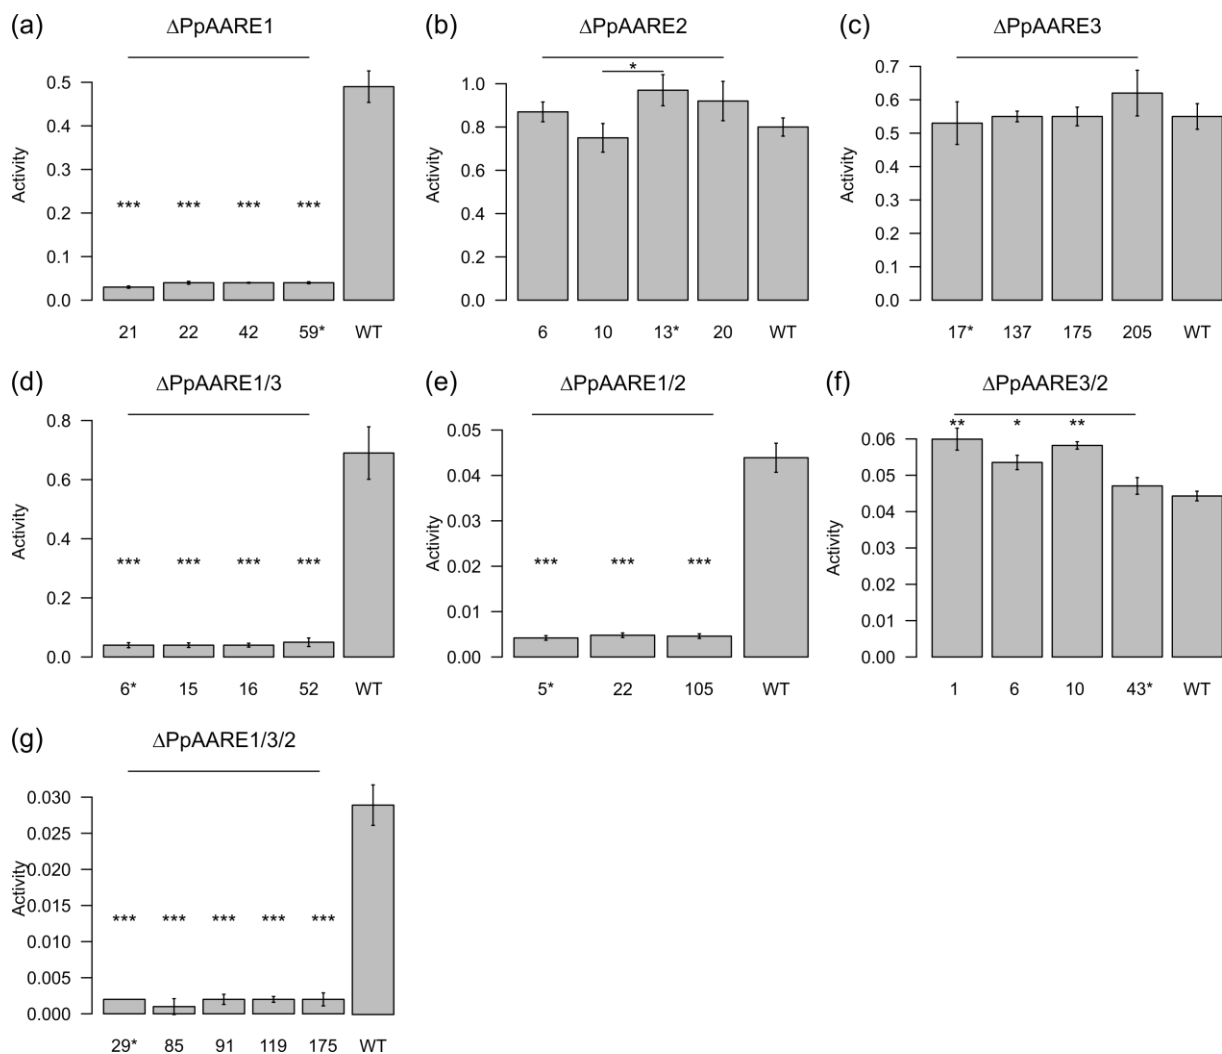 (a) ΔPpAARE1
Activity
0.5
0.4
0.3
0.2
0.1
0.0
*** *** *** ***
21 22 42 59* WT
(b) ΔPpAARE2
Activity
1.0
0.8
0.6
0.4
0.2
0.0
*
6 10 13* 20 WT
(c) ΔPpAARE3
Activity
0.7
0.6
0.5
0.4
0.3
0.2
0.1
0.0
17* 137 175 205 WT
(d) ΔPpAARE1/3
Activity
0.8
0.6
0.4
0.2
0.0
*** *** *** ***
6* 15 16 52 WT
(e) ΔPpAARE1/2
Activity
0.05
0.04
0.03
0.02
0.01
0.00
*** *** ***
5* 22 105 WT
(f) ΔPpAARE3/2
Activity
0.06
0.05
0.04
0.03
0.02
0.01
0.00
** * **
1 6 10 43* WT
(g) ΔPpAARE1/3/2
Activity
0.030
0.025
0.020
0.015
0.010
0.005
0.000
*** *** *** *** ***
29* 85 91 119 175 WT